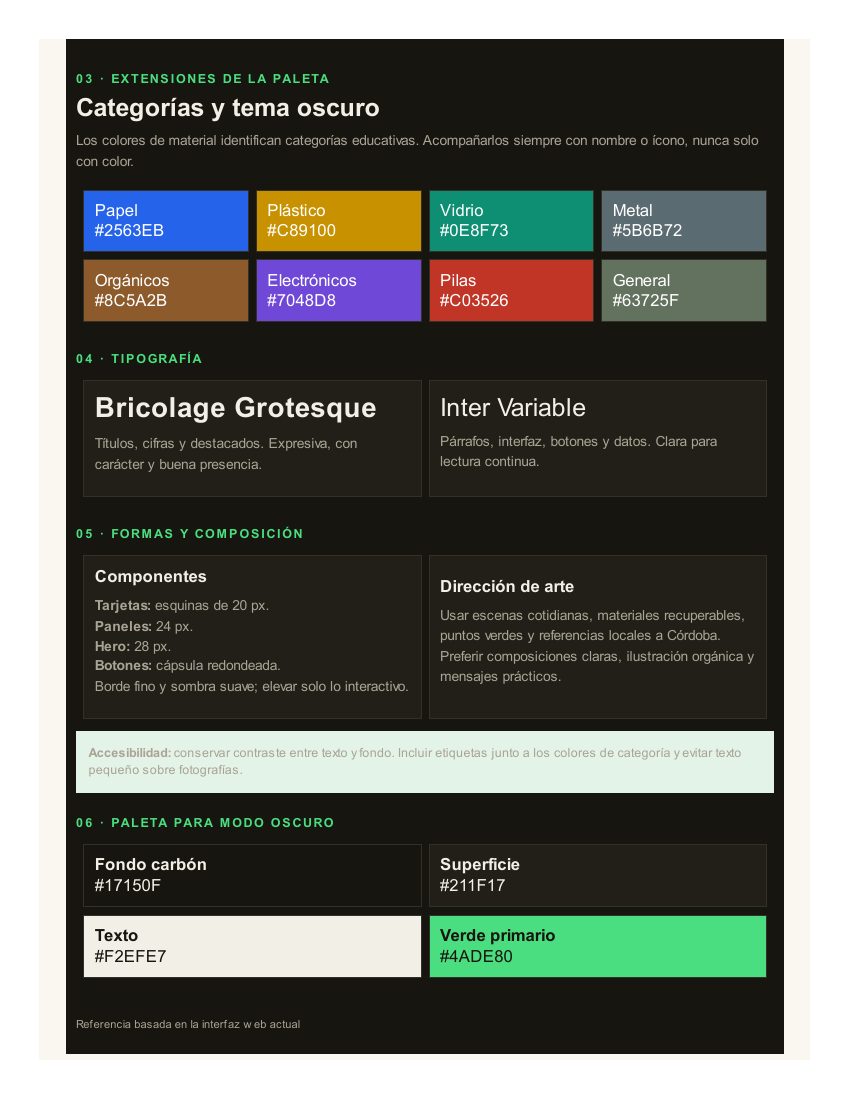 03 · EXTENSIONES DE LA PALETA
Categorías y tema oscuro
Los colores de material identifican categorías educativas. Acompañarlos siempre con nombre o ícono, nunca solo
con color.
Papel
#2563EB
Plástico
#C89100
Vidrio
#0E8F73
Metal
#5B6B72
Orgánicos
#8C5A2B
Electrónicos
#7048D8
Pilas
#C03526
General
#63725F
04 · TIPOGRAFÍA
Bricolage Grotesque
Títulos, cifras y destacados. Expresiva, con
carácter y buena presencia.
Inter Variable
Párrafos, interfaz, botones y datos. Clara para
lectura continua.
05 · FORMAS Y COMPOSICIÓN
Componentes
Tarjetas: esquinas de 20 px.
Paneles: 24 px.
Hero: 28 px.
Botones: cápsula redondeada.
Borde fino y sombra suave; elevar solo lo interactivo.
Dirección de arte
Usar escenas cotidianas, materiales recuperables,
puntos verdes y referencias locales a Córdoba.
Preferir composiciones claras, ilustración orgánica y
mensajes prácticos.
Accesibilidad: conservar contraste entre texto y fondo. Incluir etiquetas junto a los colores de categoría y evitar texto
pequeño sobre fotografías.
06 · PALETA PARA MODO OSCURO
Fondo carbón
#17150F
Superficie
#211F17
Texto
#F2EFE7
Verde primario
#4ADE80
Referencia basada en la interfaz web actual